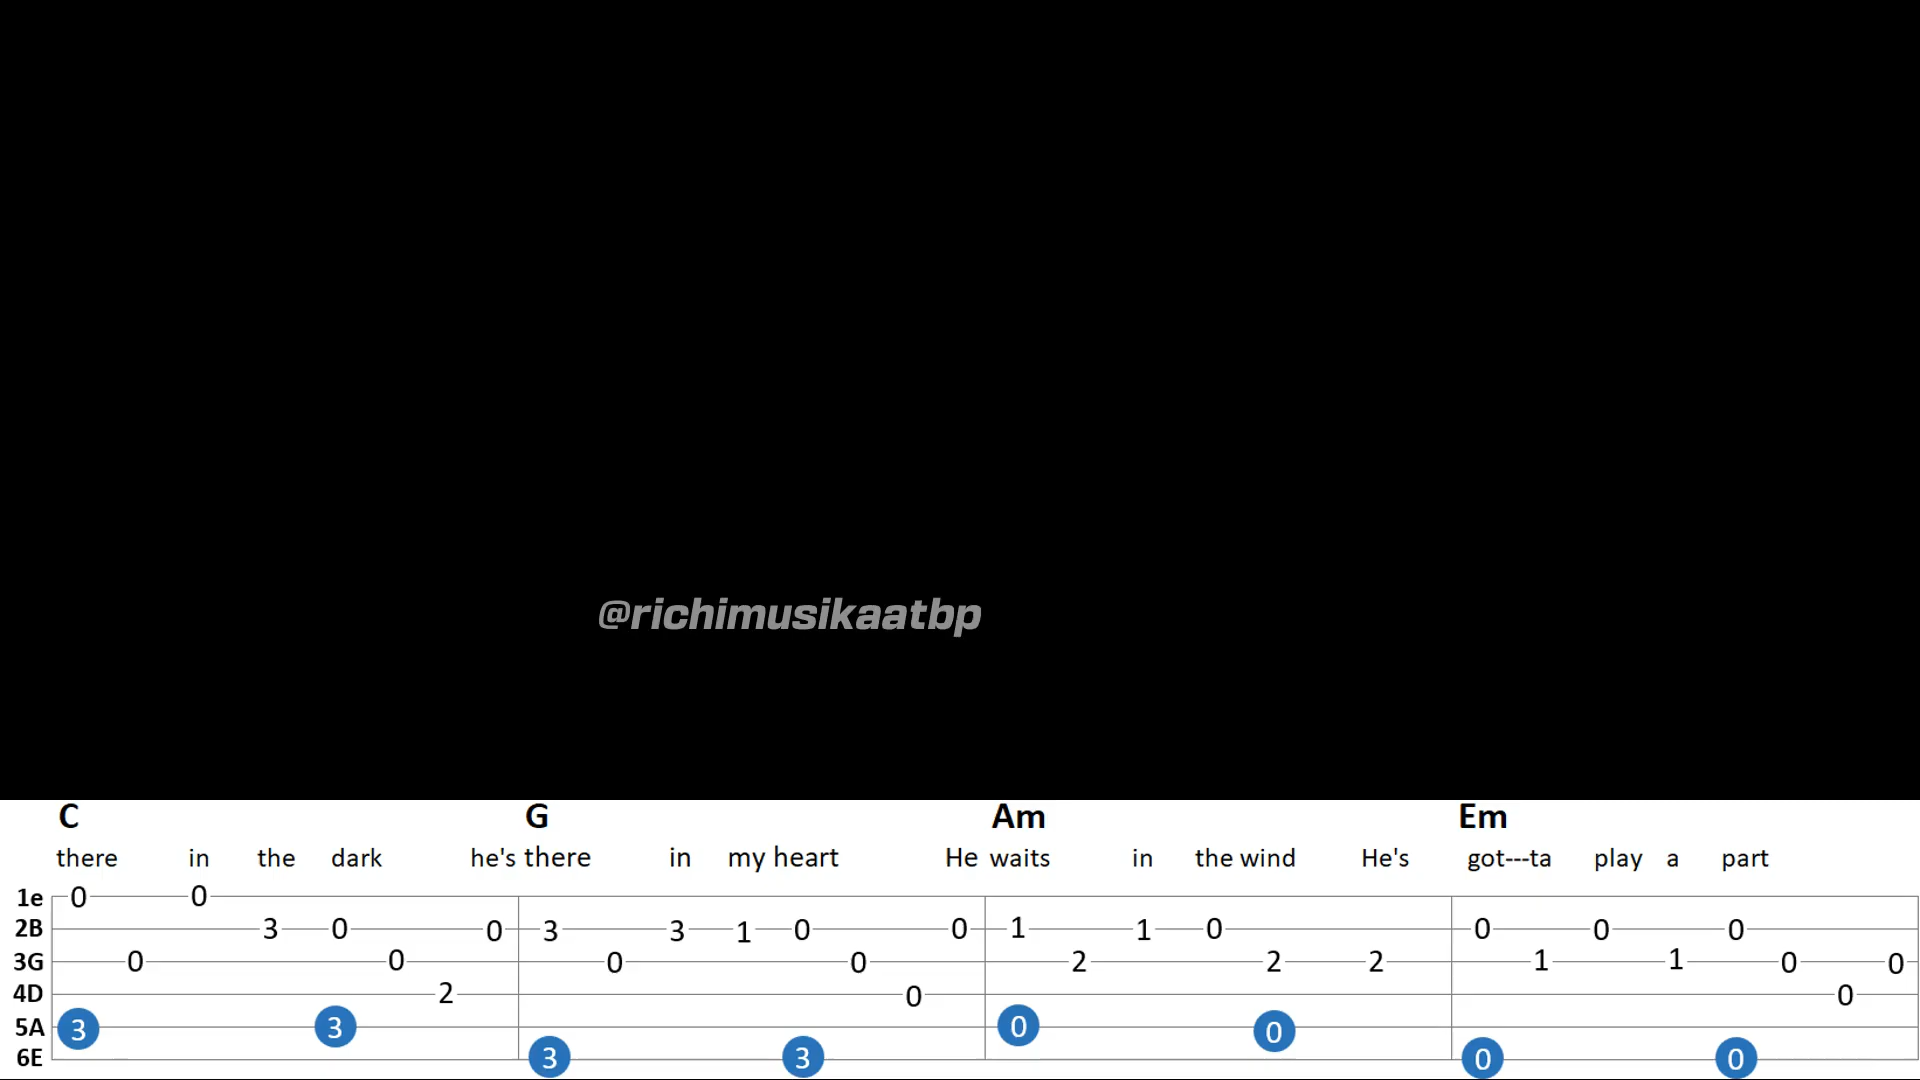 @richimusikaatbp
C G Am Em
there in the dark he's there in my heart He waits in the wind He's got---ta play a part
1e 0 0
2B 3 0 0 3 3 1 0 0 1 1 0 0 0 0
3G 0 0 0 0 2 2 2 1 1 0 0
4D 2 0 0
5A 3 3 0 0
6E 3 3 0 0